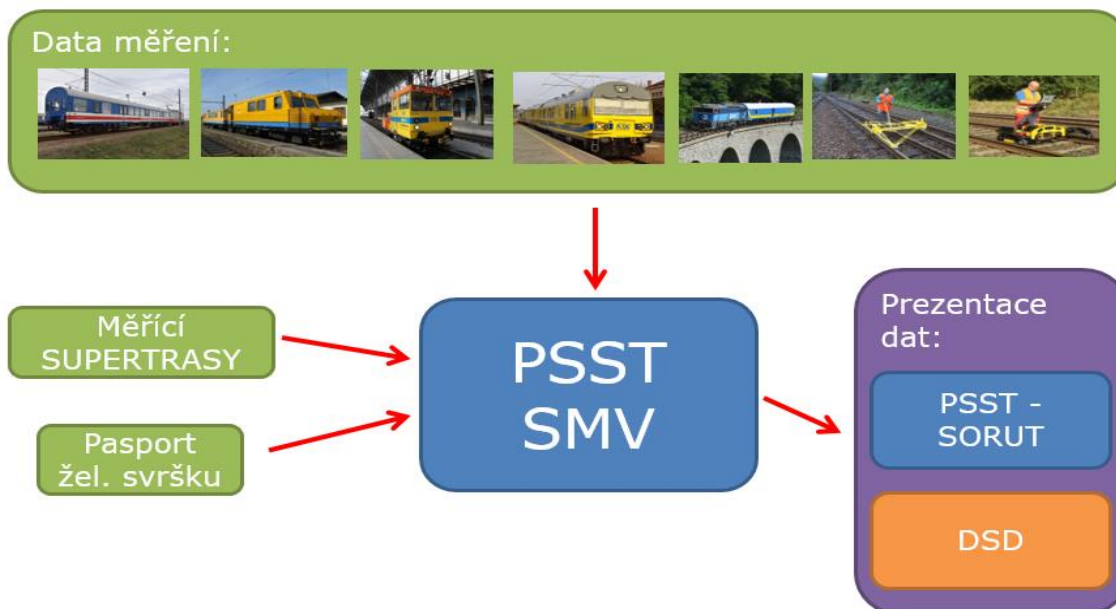 Data měření:
Měřící
SUPERTRASY
Pasport
žel. svršku
PSST
SMV
Prezentace
dat:
PSST -
SORUT
DSD